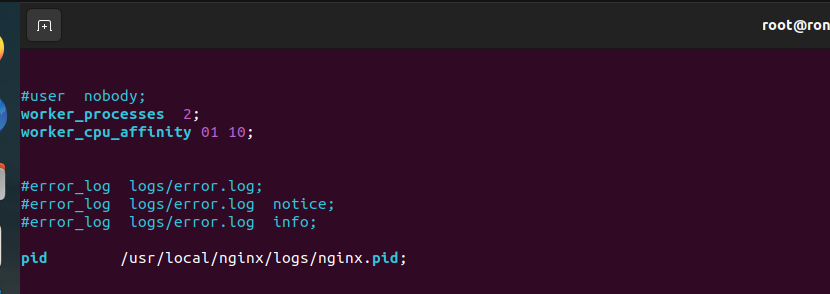 root@ron
#user  nobody;
worker_processes  2;
worker_cpu_affinity 01 10;
#error_log  logs/error.log;
#error_log  logs/error.log  notice;
#error_log  logs/error.log  info;
pid        /usr/local/nginx/logs/nginx.pid;